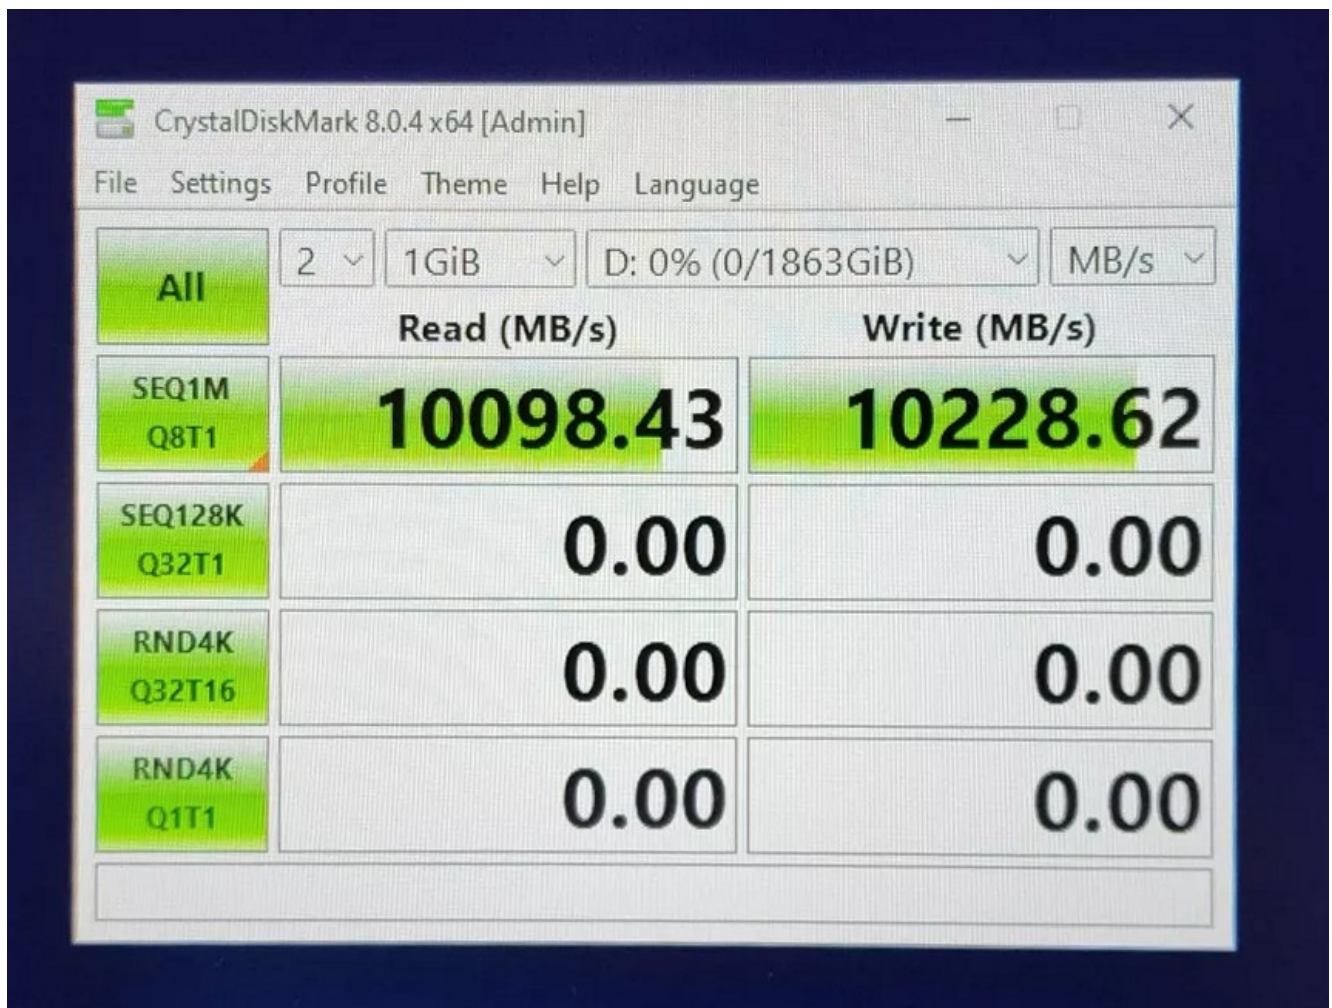 CrystalDiskMark 8.0.4 x64 [Admin]
File Settings Profile Theme Help Language
All
2 1GiB D: 0% (0/1863GiB) MB/s
Read (MB/s) Write (MB/s)
SEQ1M
Q8T1
10098.43 10228.62
SEQ128K
Q32T1
0.00 0.00
RND4K
Q32T16
0.00 0.00
RND4K
Q1T1
0.00 0.00